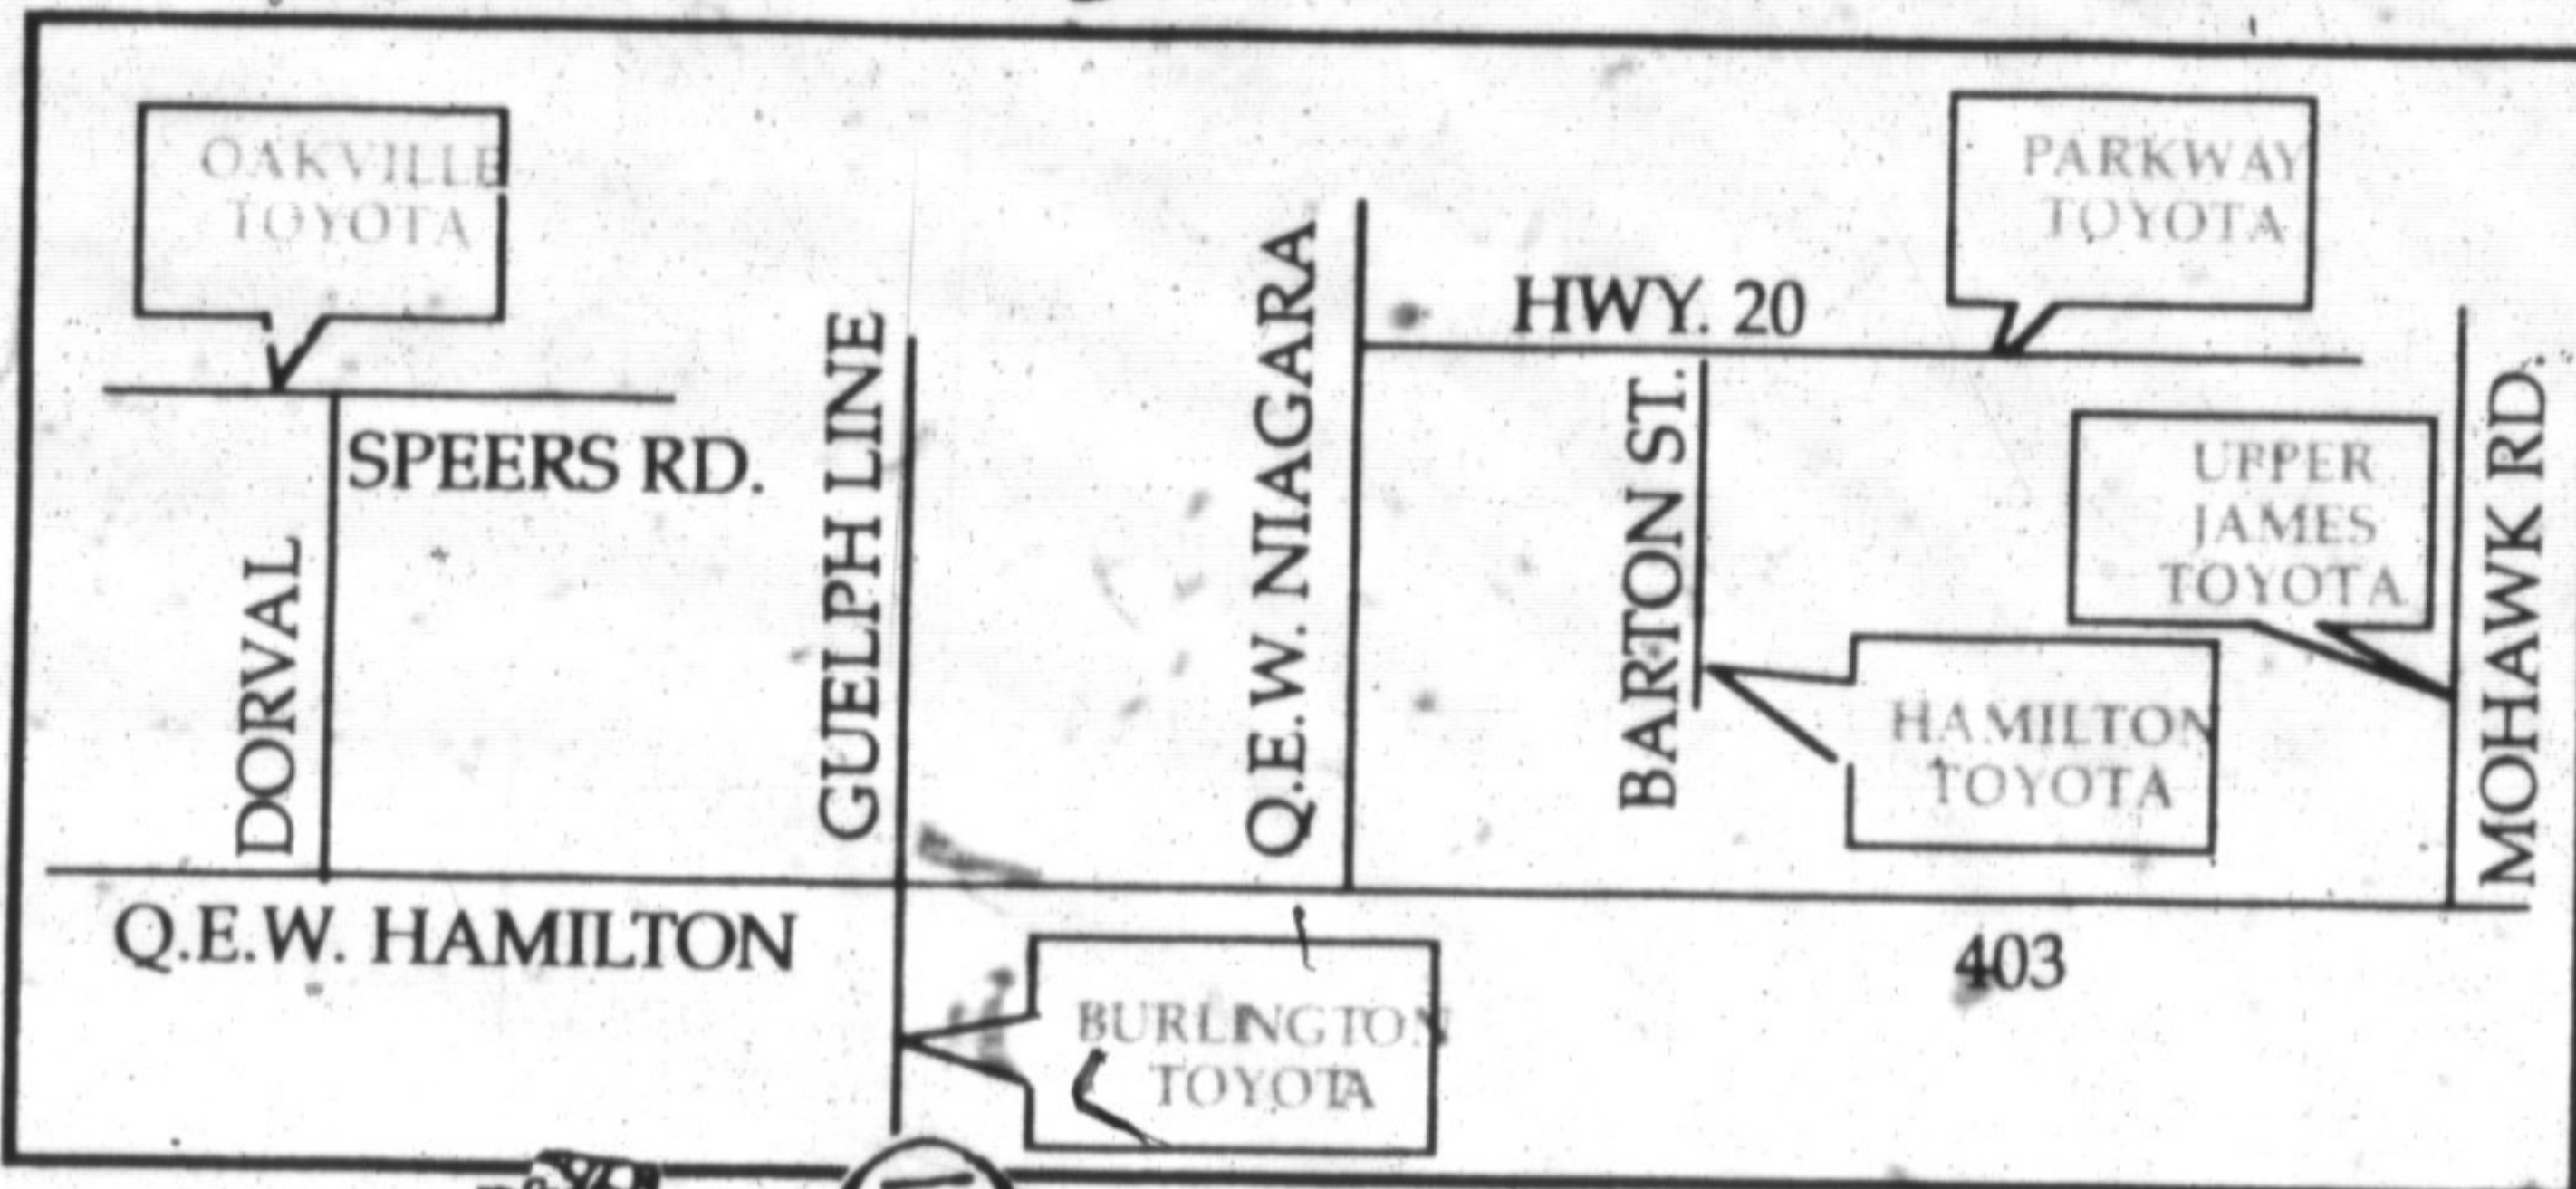 OAKVILLE
TOYOTA
PARKWAY
TOYOTA
HWY. 20
SPEERS RD.
DORVAL
GUELPH LINE
Q.E.W. NIAGARA
BARTON ST.
UPPER
JAMES
TOYOTA
MOHAWK RD.
HAMILTON
TOYOTA
Q.E.W. HAMILTON
403
BURLINGTON
TOYOTA